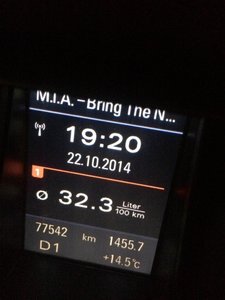 M.I.A. – Bring The N...
19:20
22.10.2014
1
Ø 32.3 Liter
100 km
77542 km 1455.7
D1 +14.5°C